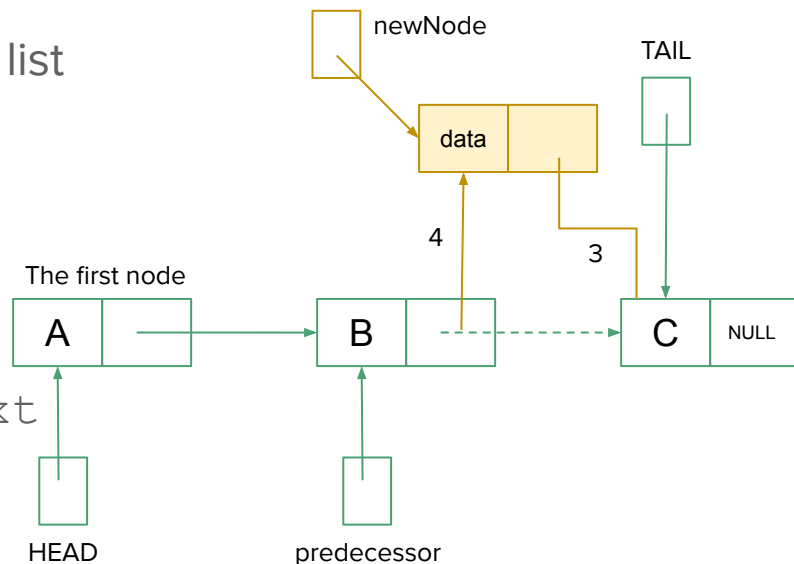 newNode
list
TAIL
data
4
3
The first node
A
B
C
NULL
HEAD
predecessor